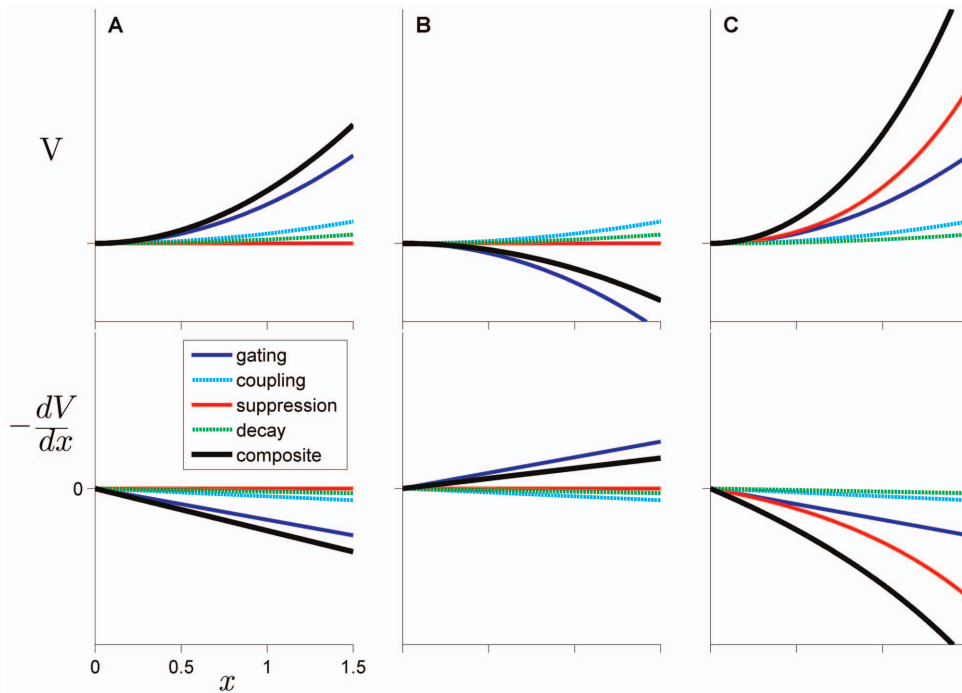 A
B
C
V
gating
coupling
suppression
decay
composite
-dV/dx
0
0 0.5 1 1.5
x